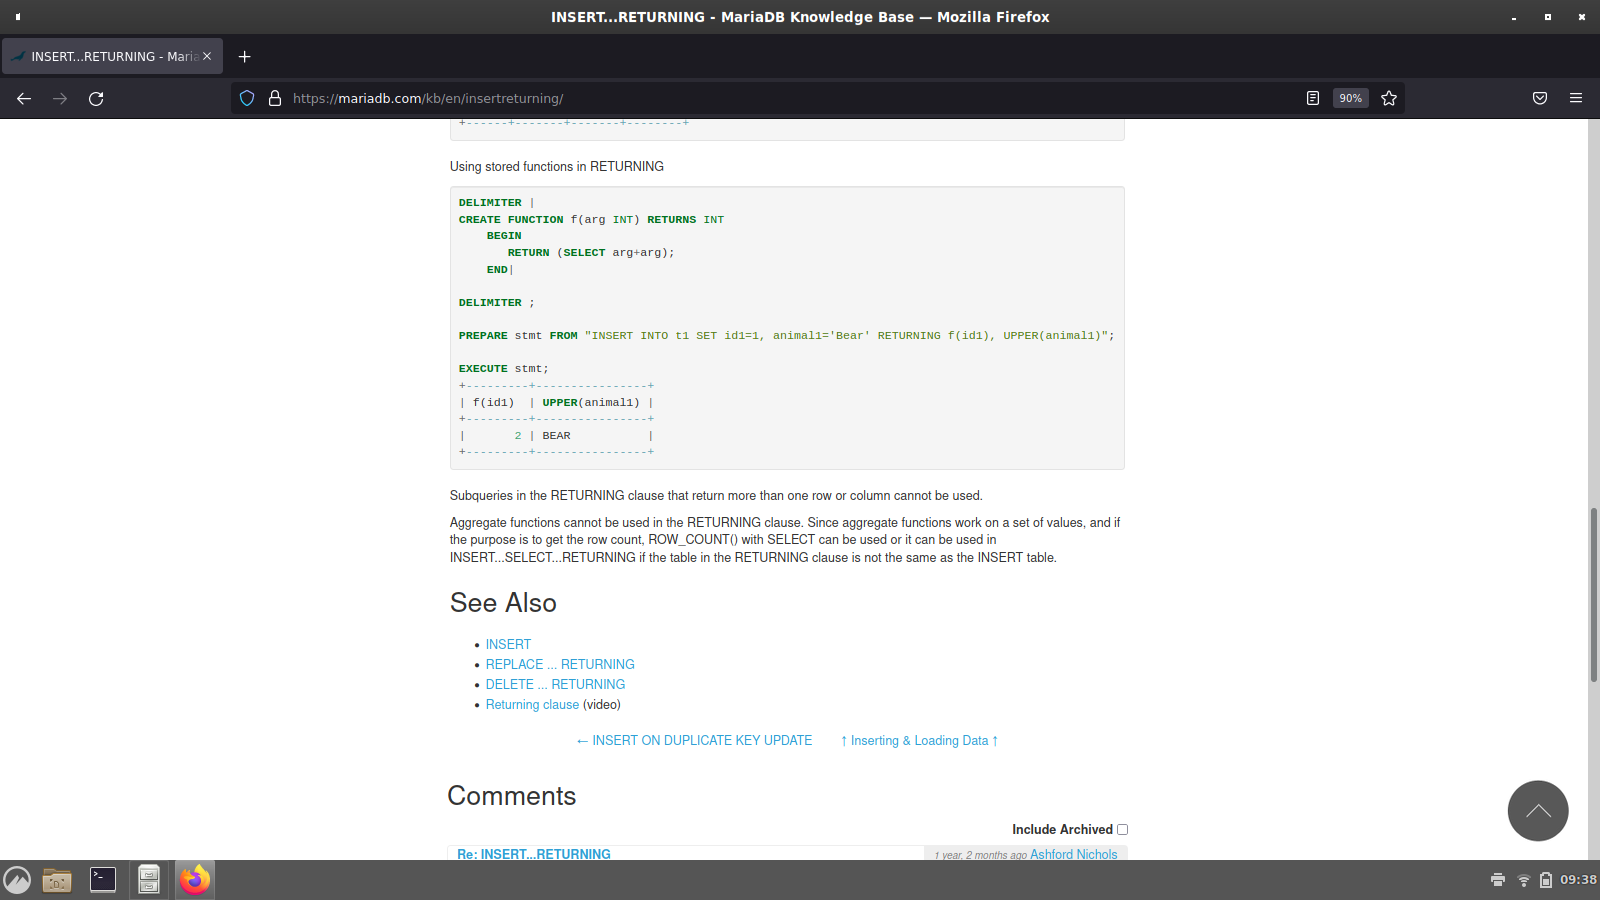 INSERT...RETURNING - MariaDB Knowledge Base — Mozilla Firefox
INSERT...RETURNING - Maria
https://mariadb.com/kb/en/insertreturning/
90%
+------+-------+-------+--------+
Using stored functions in RETURNING
DELIMITER |
CREATE FUNCTION f(arg INT) RETURNS INT
    BEGIN
       RETURN (SELECT arg+arg);
    END|
DELIMITER ;
PREPARE stmt FROM "INSERT INTO t1 SET id1=1, animal1='Bear' RETURNING f(id1), UPPER(animal1)";
EXECUTE stmt;
+---------+----------------+
| f(id1)  | UPPER(animal1) |
+---------+----------------+
|       2 | BEAR           |
+---------+----------------+
Subqueries in the RETURNING clause that return more than one row or column cannot be used.
Aggregate functions cannot be used in the RETURNING clause. Since aggregate functions work on a set of values, and if
the purpose is to get the row count, ROW_COUNT() with SELECT can be used or it can be used in
INSERT...SELECT...RETURNING if the table in the RETURNING clause is not the same as the INSERT table.
See Also
• INSERT
• REPLACE ... RETURNING
• DELETE ... RETURNING
• Returning clause (video)
← INSERT ON DUPLICATE KEY UPDATE ↑ Inserting & Loading Data ↑
Comments
Include Archived
Re: INSERT...RETURNING 1 year, 2 months ago Ashford Nichols
09:38